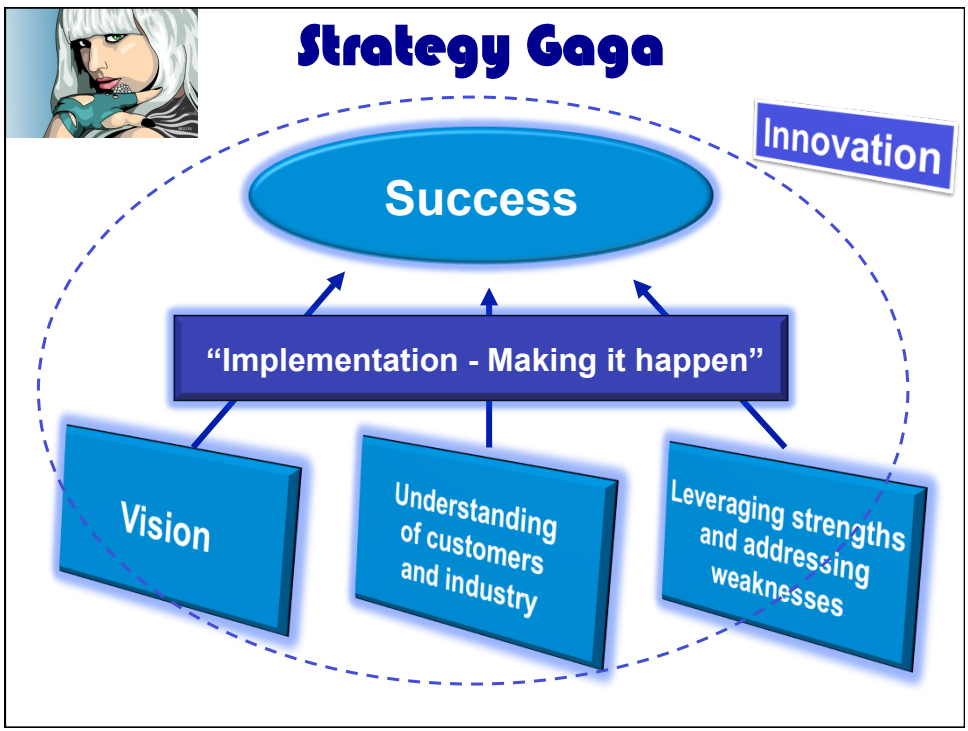 Strategy Gaga
Innovation
Success
“Implementation - Making it happen”
Vision
Understanding
of customers
and industry
Leveraging strengths
and addressing
weaknesses